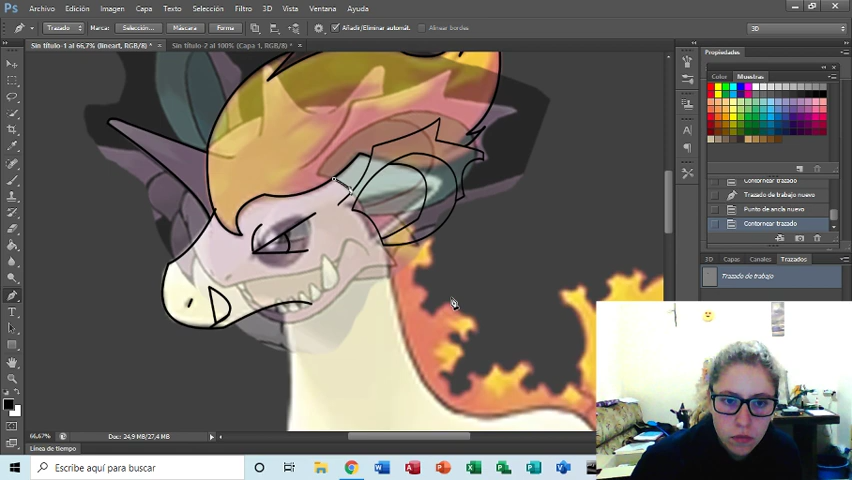 Ps Archivo Edición Imagen Capa Texto Selección Filtro 3D Vista Ventana Ayuda
Trazado Marca: Selección... Máscara Forma Añadir/Eliminar automát. Alinear bordes 3D
Sin título-1 al 66,7% (lineart, RGB/8) * × Sin título-2 al 100% (Capa 1, RGB/8) * ×
Propiedades
Color Muestras
Contornear trazado
Trazado de trabajo nuevo
Punto de ancla nuevo
Contornear trazado
3D Capas Canales Trazados
Trazado de trabajo
66,67% Doc: 24,9 MB/27,4 MB
Línea de tiempo
Escribe aquí para buscar